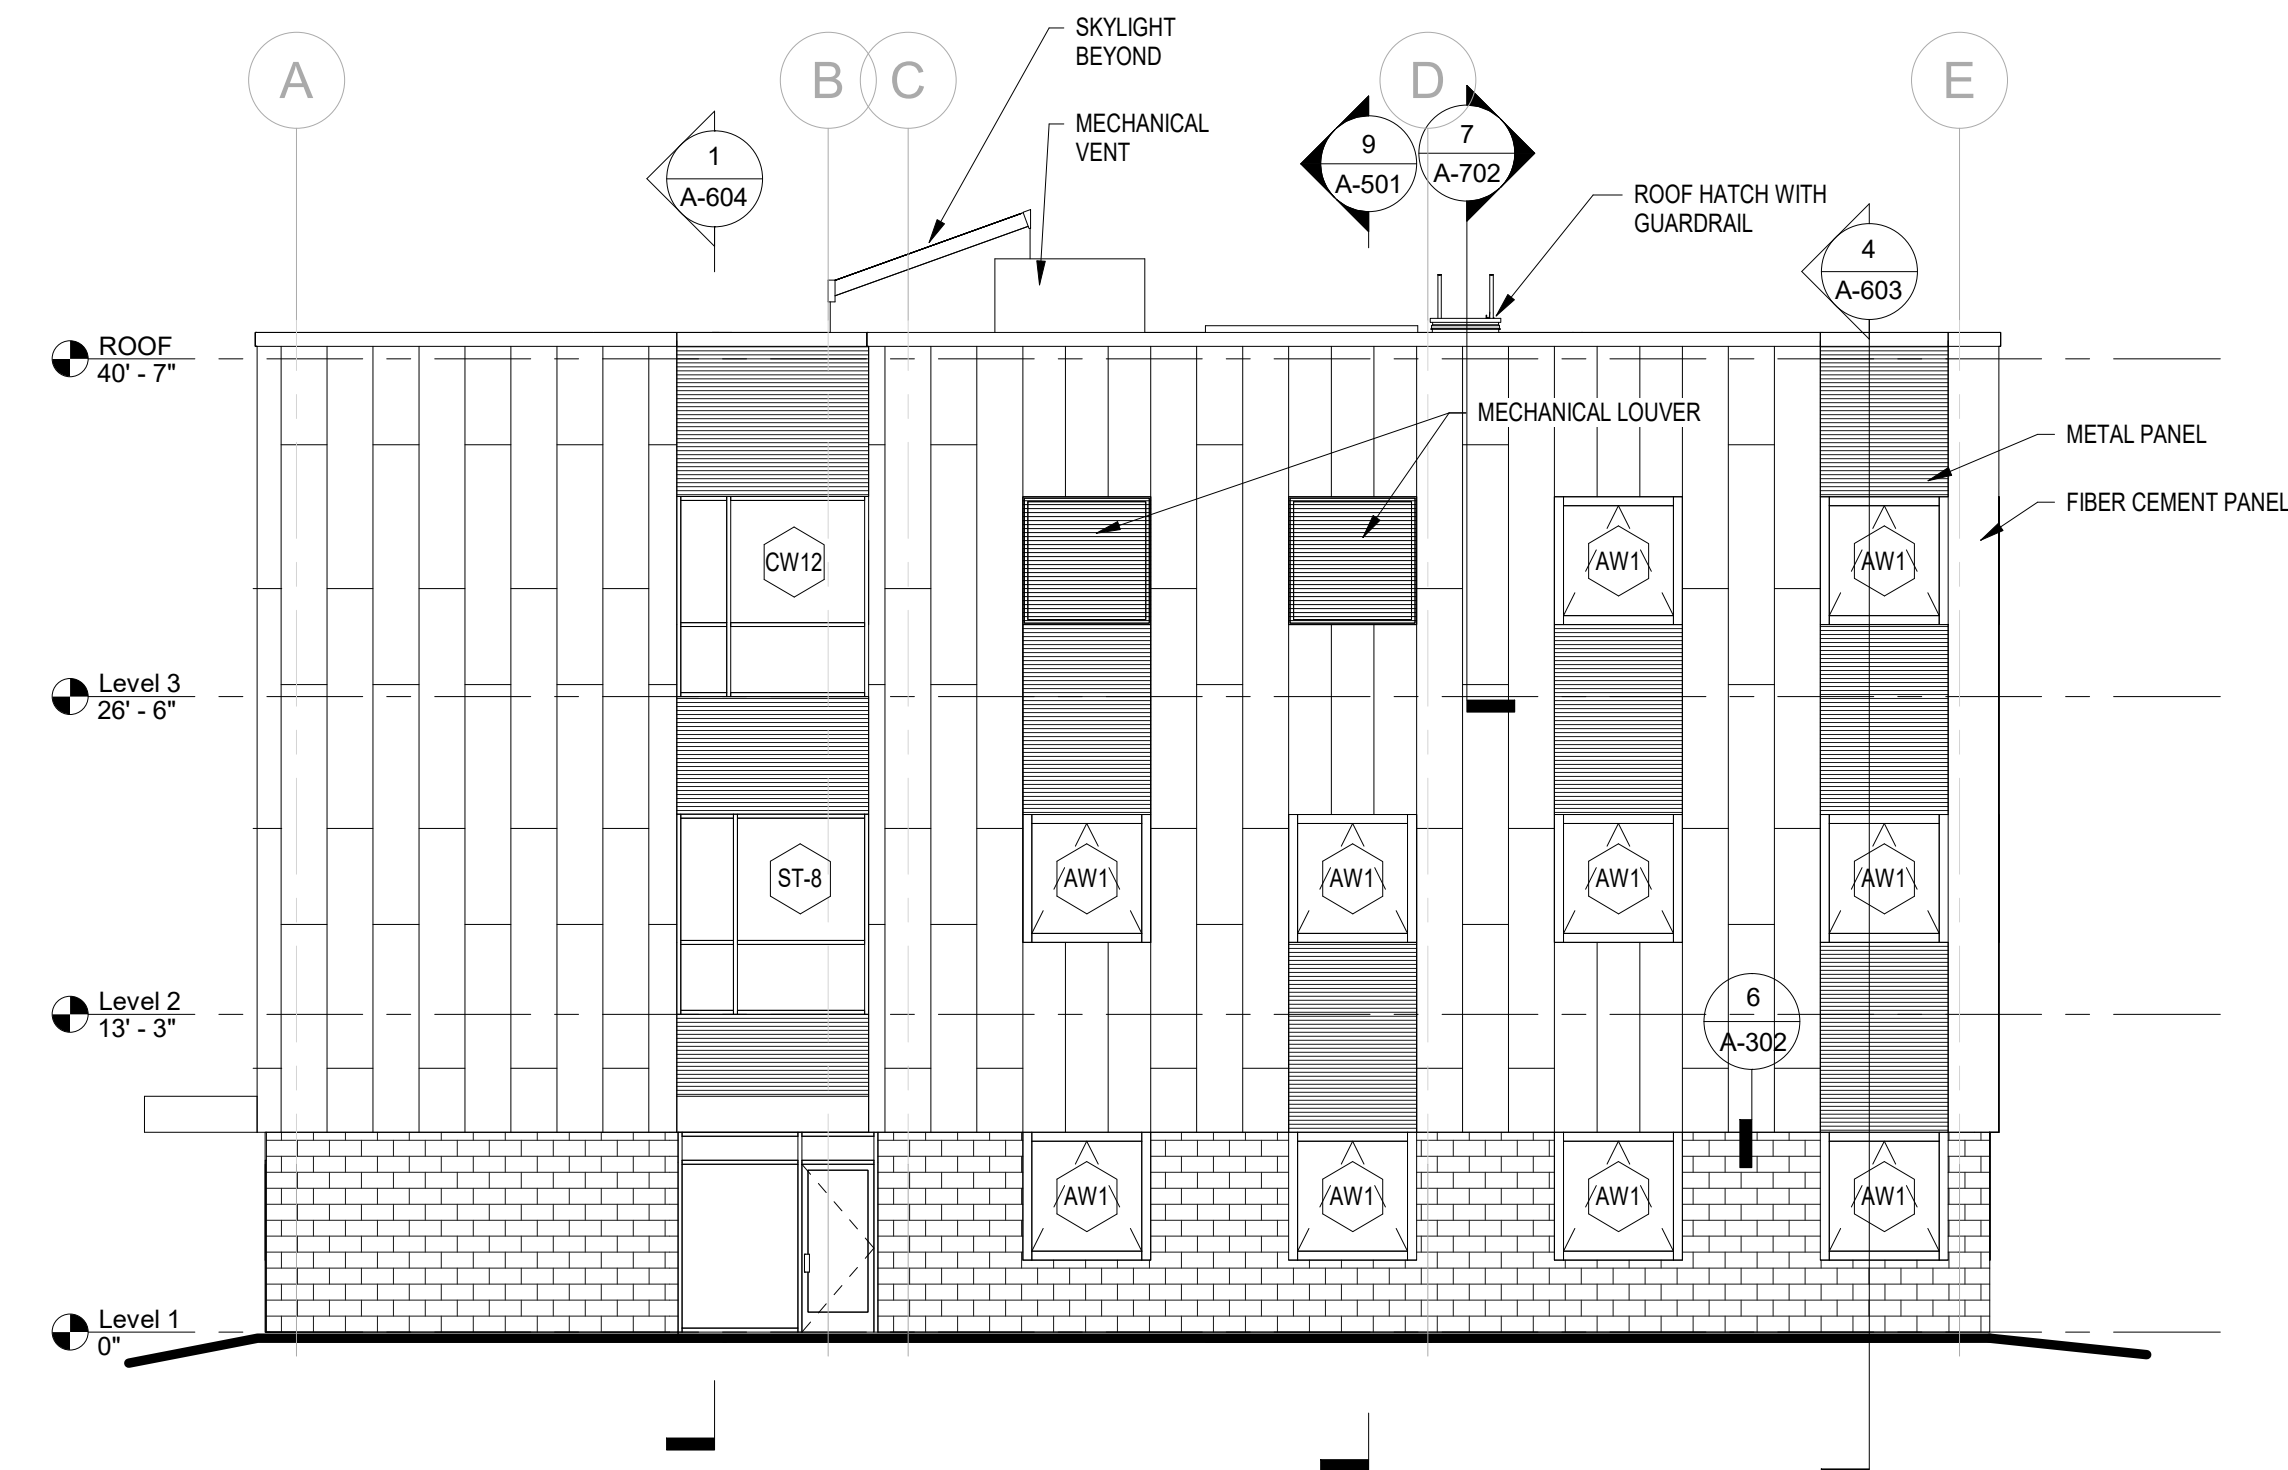 SKYLIGHT
BEYOND
A
B
C
D
E
MECHANICAL
VENT
1
A-604
9
A-501
7
A-702
ROOF HATCH WITH
GUARDRAIL
4
A-603
ROOF
40' - 7"
MECHANICAL LOUVER
METAL PANEL
FIBER CEMENT PANEL
CW12
AW1
AW1
Level 3
26' - 6"
ST-8
AW1
AW1
AW1
AW1
Level 2
13' - 3"
6
A-302
AW1
AW1
AW1
AW1
Level 1
0"